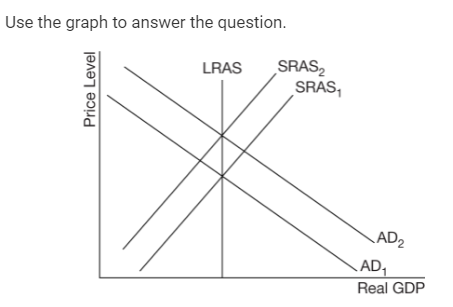 Use the graph to answer the question.
Price Level
LRAS
SRAS₂
SRAS₁
AD₂
AD₁
Real GDP